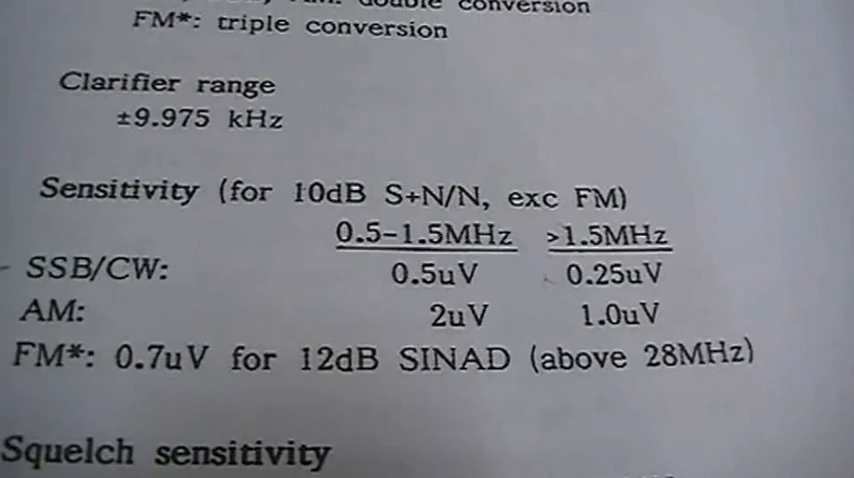 double conversion
FM*: triple conversion
Clarifier range
±9.975 kHz
Sensitivity (for 10dB S+N/N, exc FM)
0.5-1.5MHz >1.5MHz
SSB/CW: 0.5uV 0.25uV
AM: 2uV 1.0uV
FM*: 0.7uV for 12dB SINAD (above 28MHz)
Squelch sensitivity